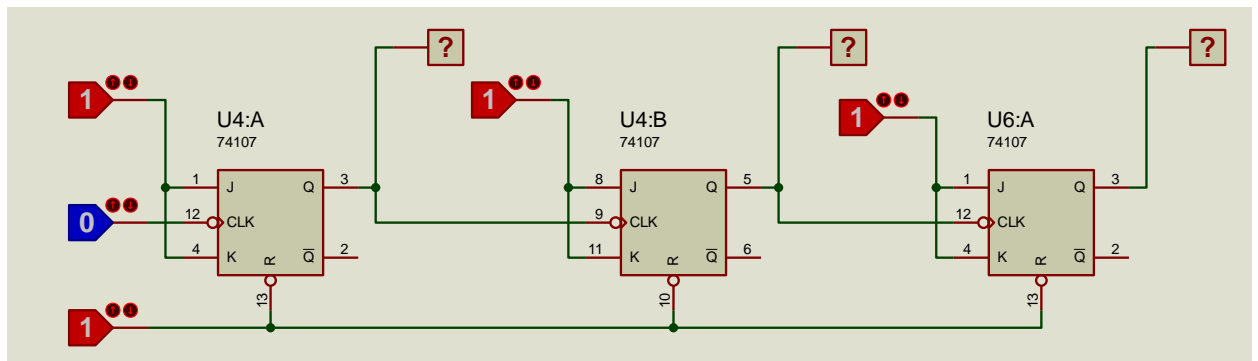 ?
?
?
1
1
1
U4:A
74107
U4:B
74107
U6:A
74107
1 J Q 3
8 J Q 5
1 J Q 3
0
12 CLK
9 CLK
12 CLK
4 K R Q 2
11 K R Q 6
4 K R Q 2
13
10
13
1